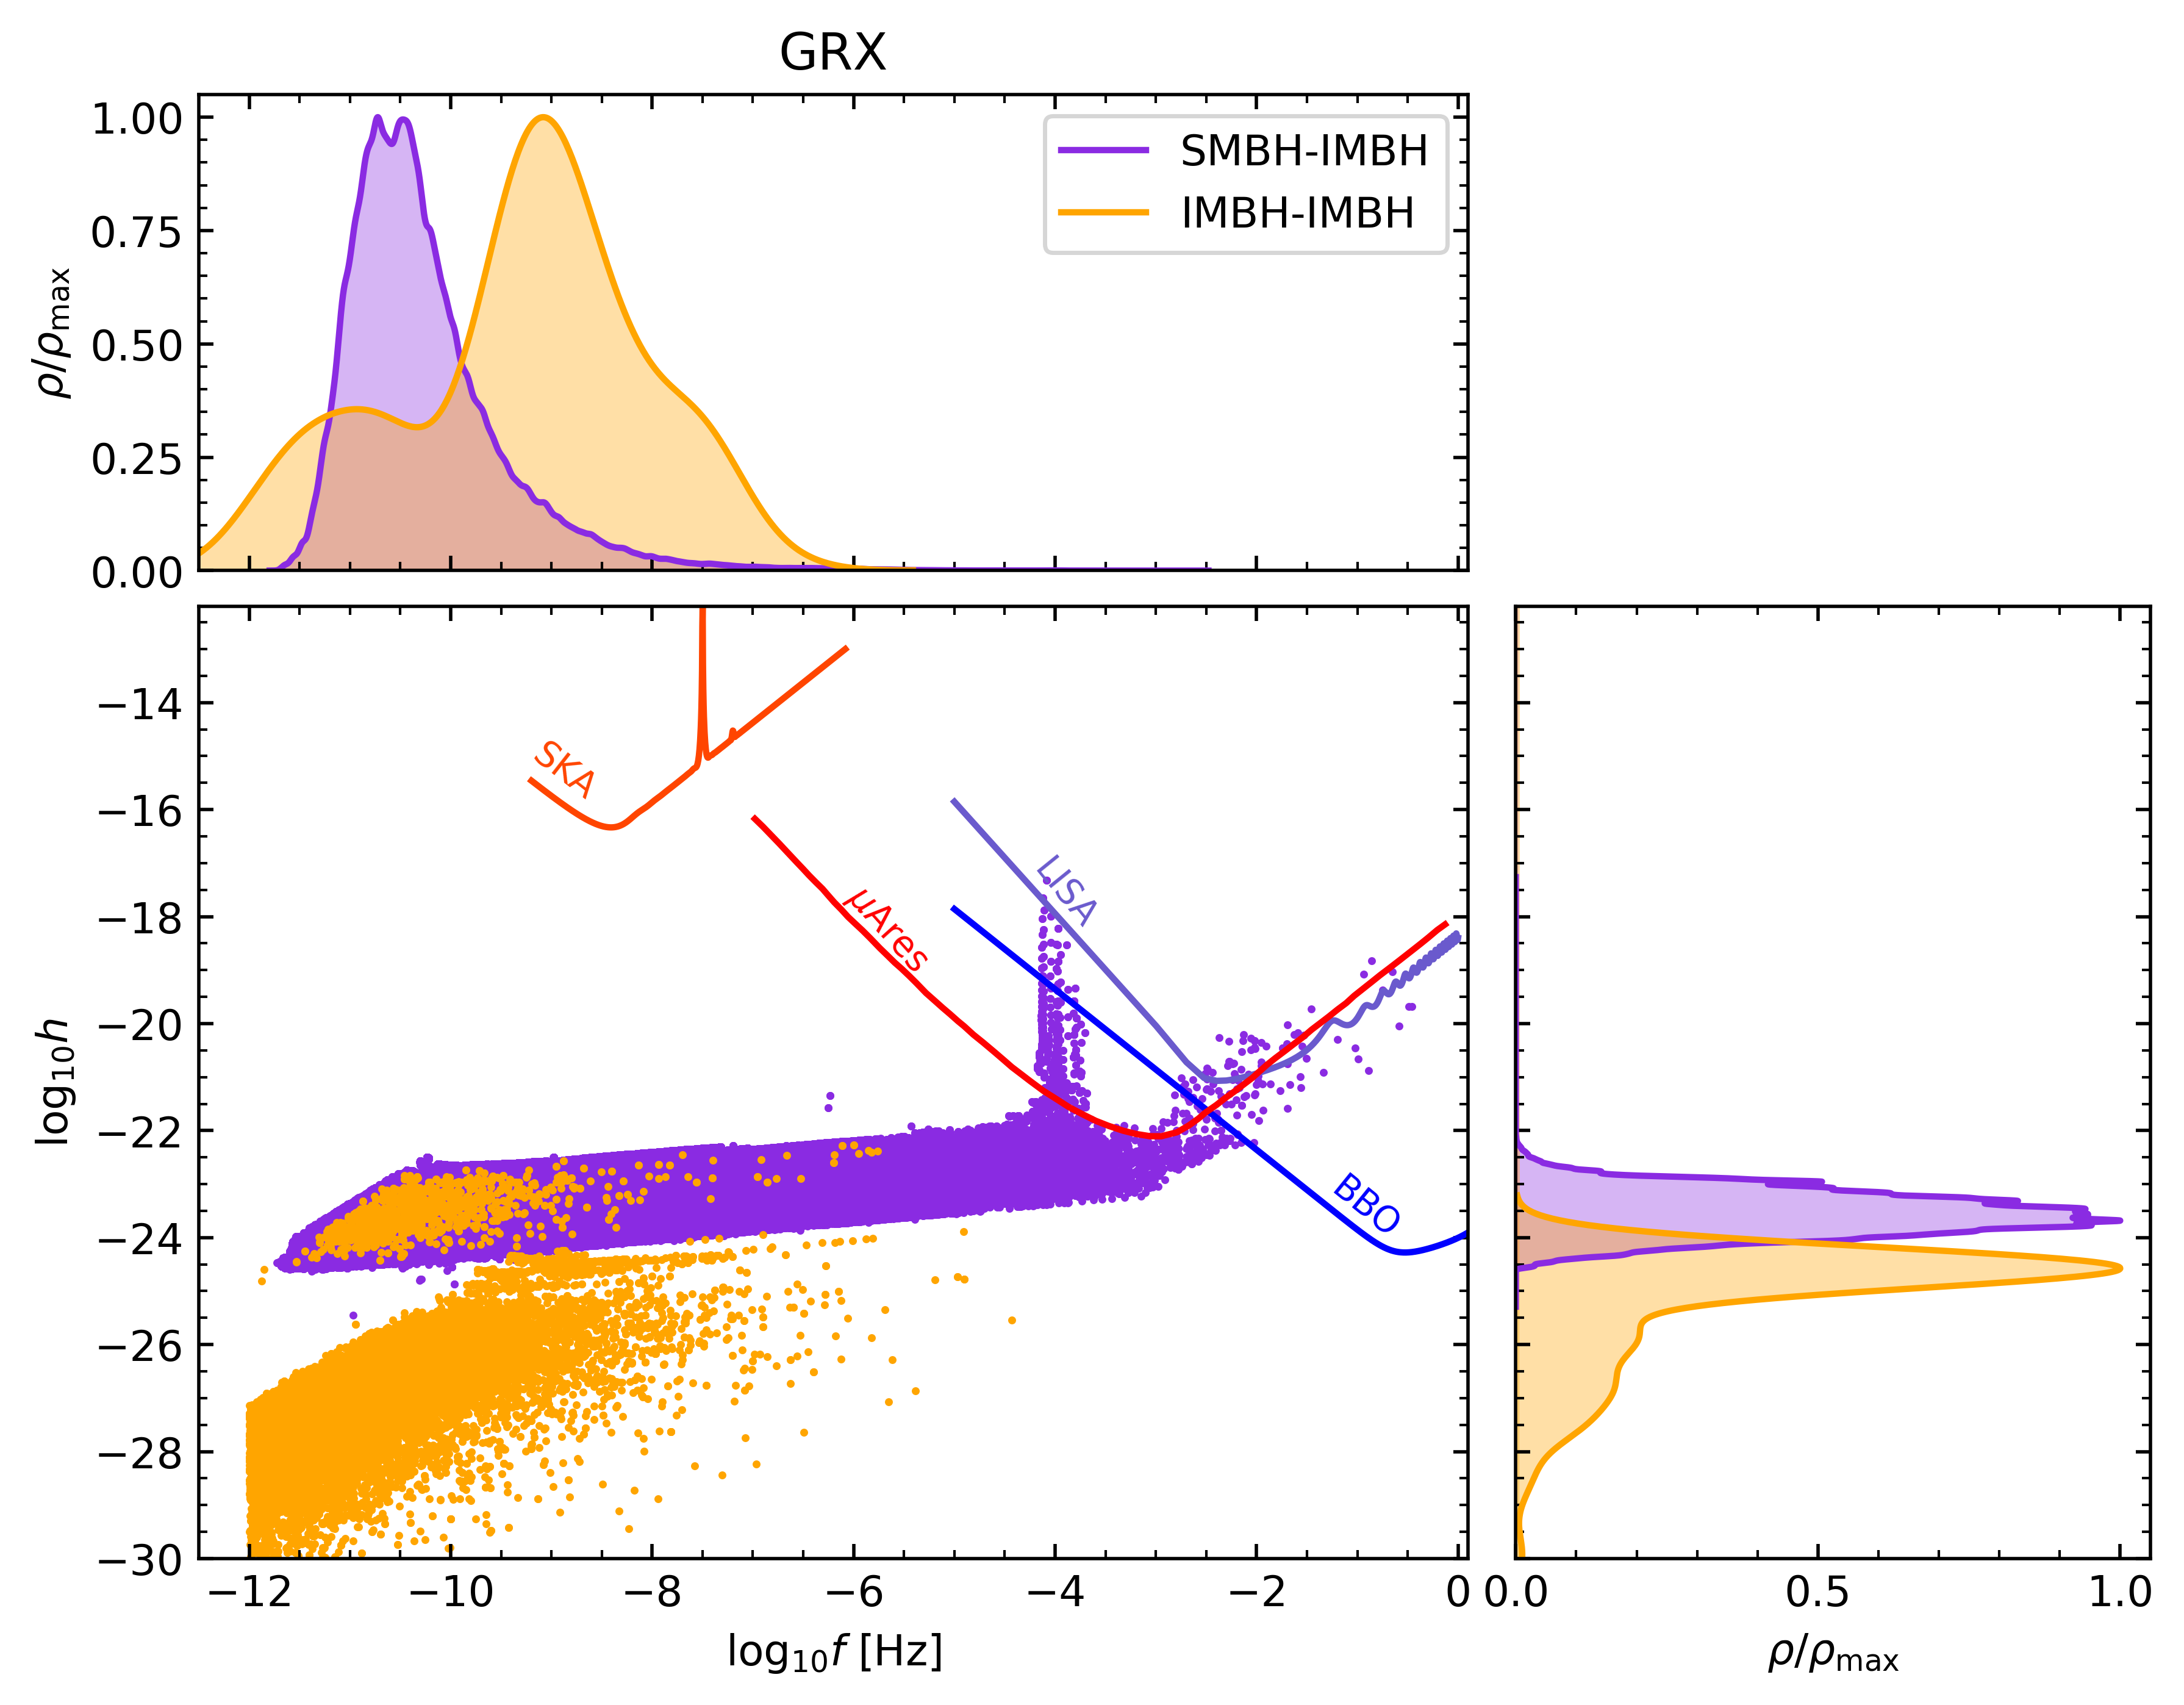 GRX
1.00
0.75
0.50
0.25
0.00
ρ/ρmax
SMBH-IMBH
IMBH-IMBH
−14
−16
−18
−20
−22
−24
−26
−28
−30
log10h
SKA
μAres
LISA
BBO
−12 −10 −8 −6 −4 −2 0
log10f [Hz]
0.0 0.5 1.0
ρ/ρmax